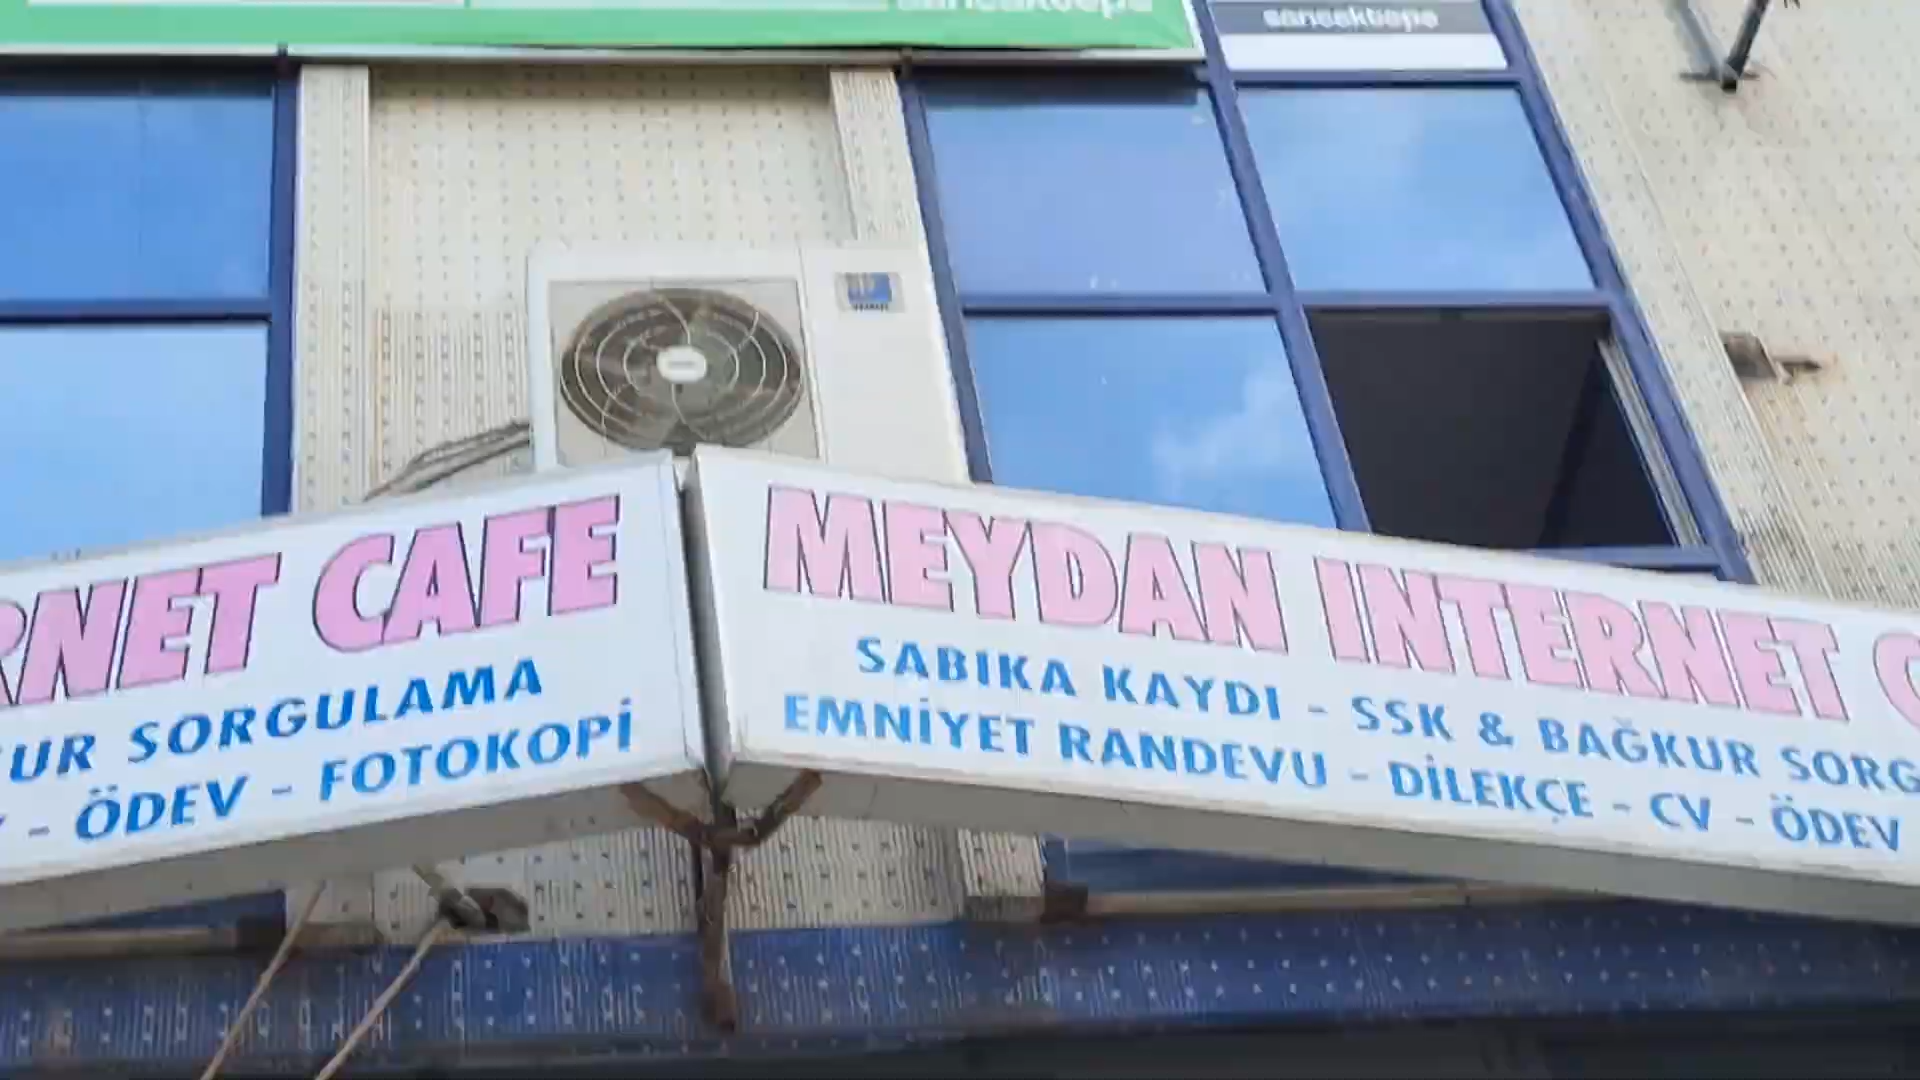 sancaktepe
sancaktepe
RNET CAFE
UR SORGULAMA
- ÖDEV - FOTOKOPİ
MEYDAN INTERNET C
SABIKA KAYDI - SSK & BAĞKUR SORG
EMNİYET RANDEVU - DİLEKÇE - CV - ÖDEV